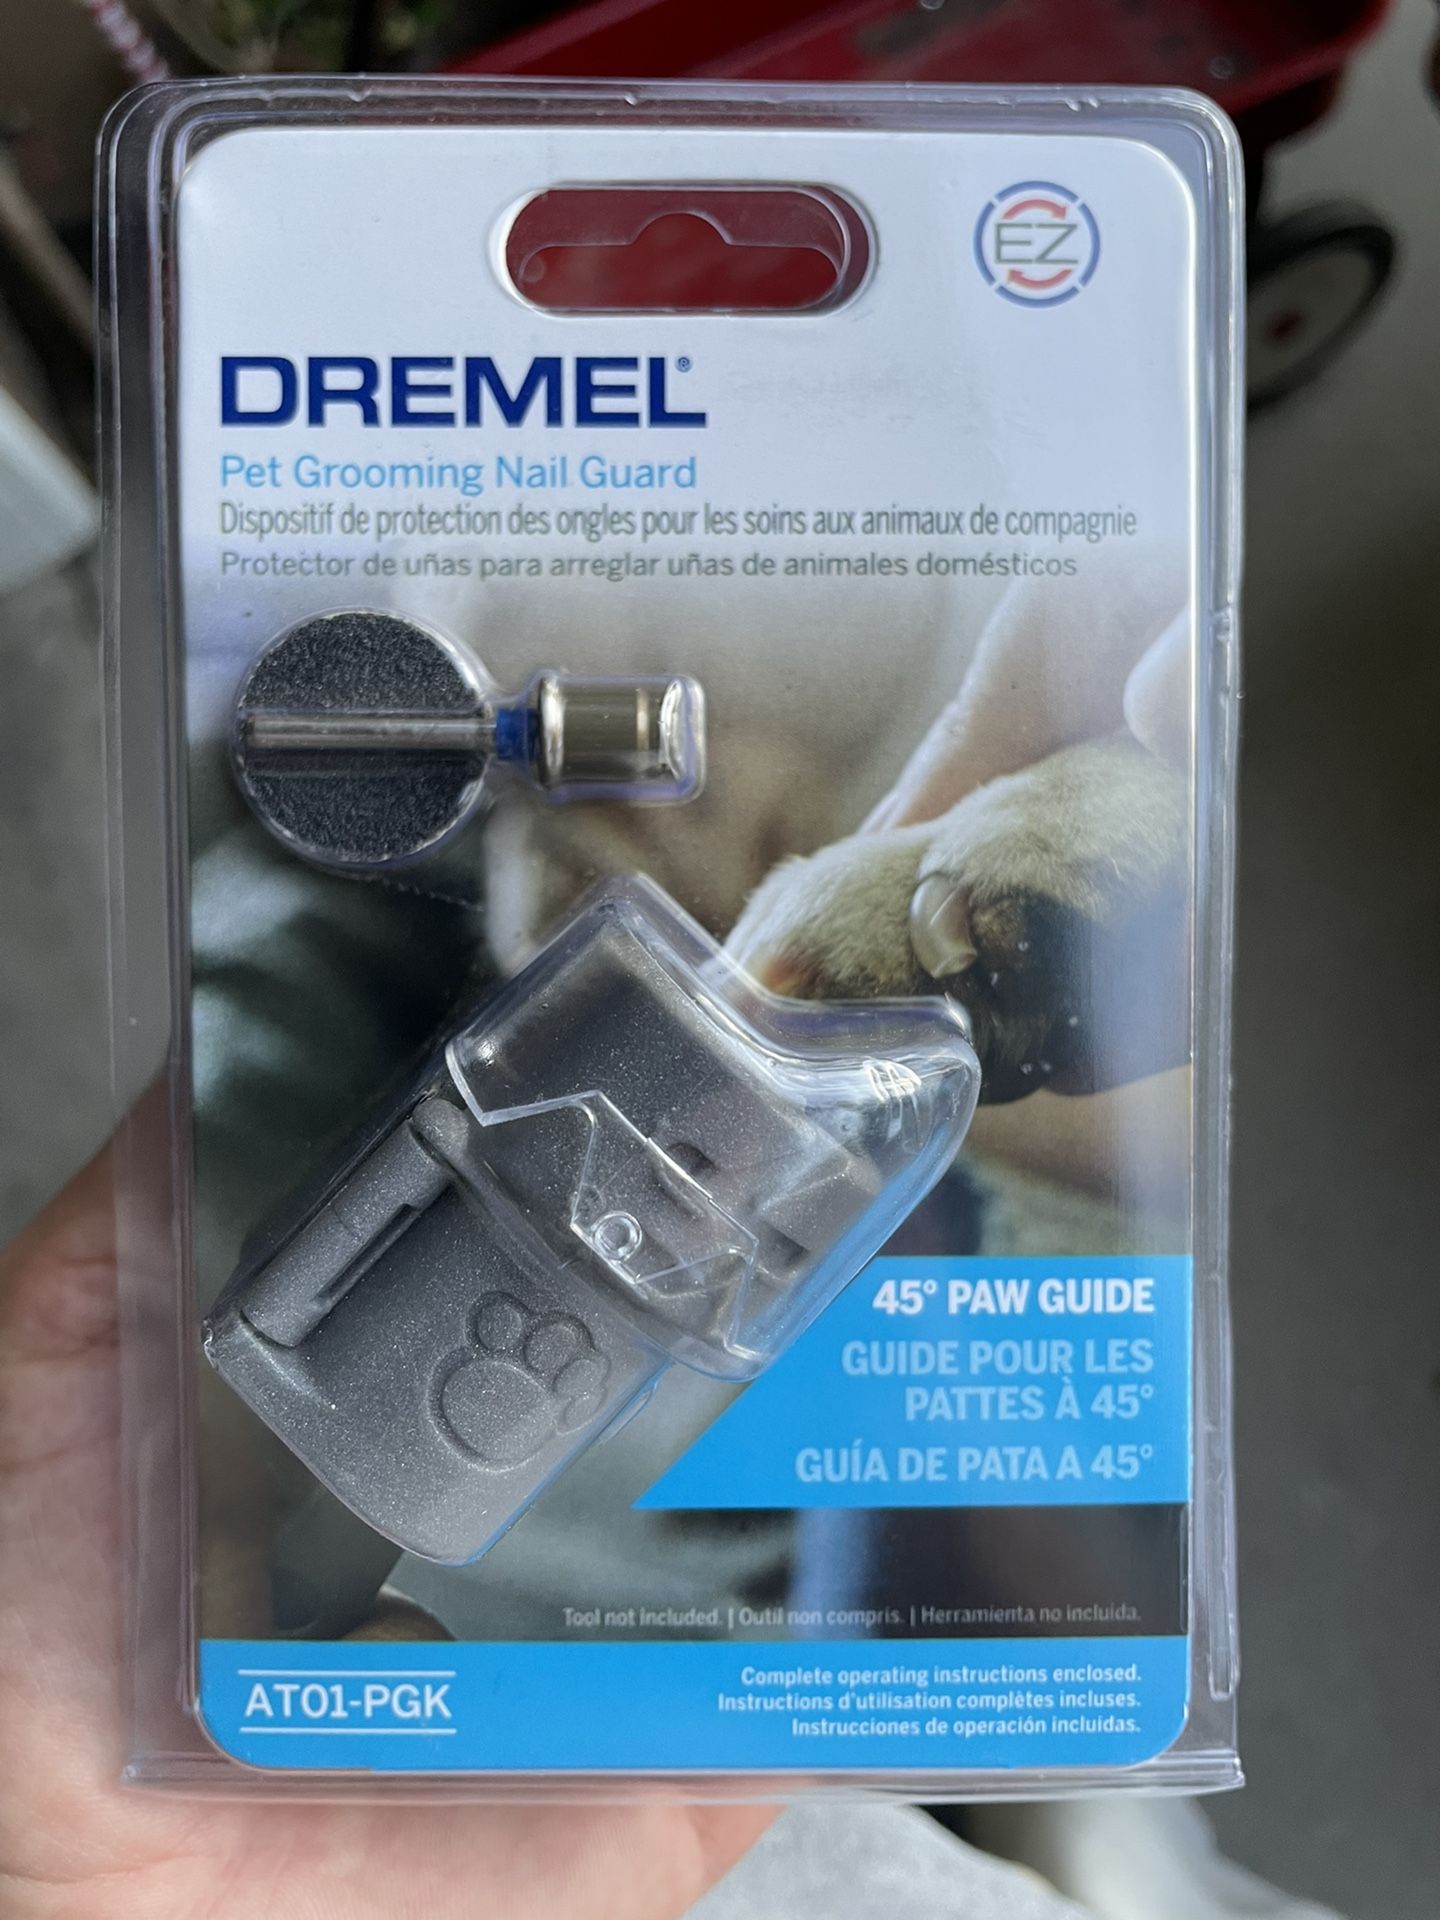 EZ
DREMEL®
Pet Grooming Nail Guard
Dispositif de protection des ongles pour les soins aux animaux de compagnie
Protector de uñas para arreglar uñas de animales domésticos
45° PAW GUIDE
GUIDE POUR LES
PATTES À 45°
GUÍA DE PATA A 45°
Tool not included. | Outil non compris. | Herramienta no incluida.
AT01-PGK
Complete operating instructions enclosed.
Instructions d'utilisation complètes incluses.
Instrucciones de operación incluidas.